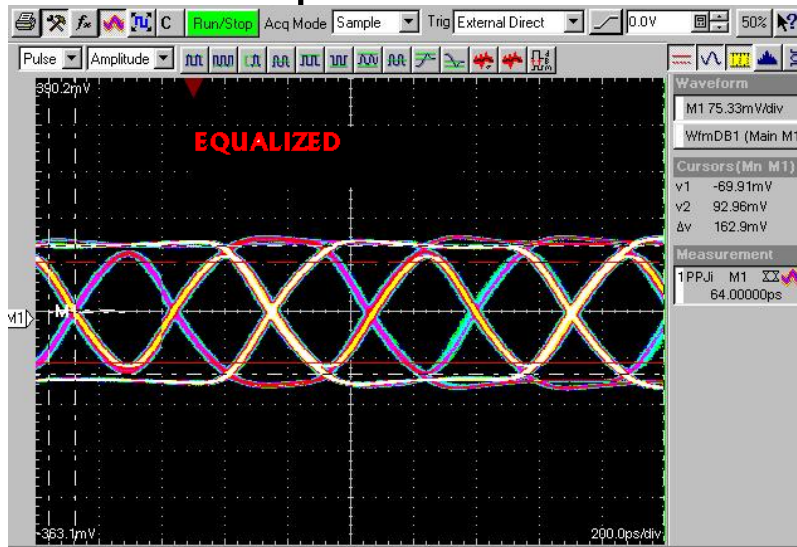 C Run/Stop Acq Mode Sample Trig External Direct 0.0V 50% ?
Pulse Amplitude
390.2mV
EQUALIZED
M1
M1
-363.1mV
200.0ps/div
Waveform
M1 75.33mV/div
WfmDB1 (Main M1
Cursors(Mn M1)
v1 -69.91mV
v2 92.96mV
Δv 162.9mV
Measurement
1PPJi M1
64.00000ps